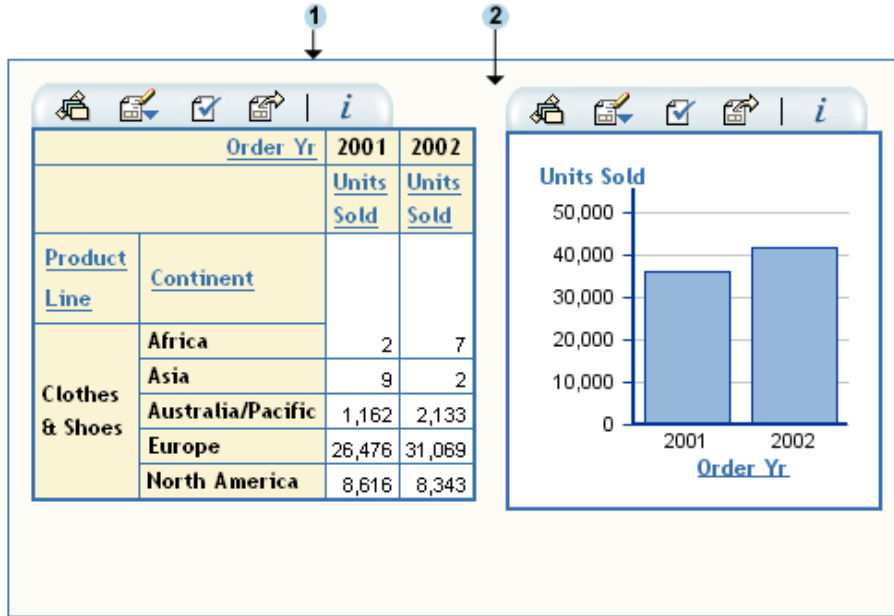 1
2
i
i
Order Yr 2001 2002
Units Units
Sold Sold
Product
Line
Continent
Africa 2 7
Asia 9 2
Clothes
& Shoes
Australia/Pacific 1,162 2,133
Europe 26,476 31,069
North America 8,616 8,343
Units Sold
50,000
40,000
30,000
20,000
10,000
0
2001 2002
Order Yr